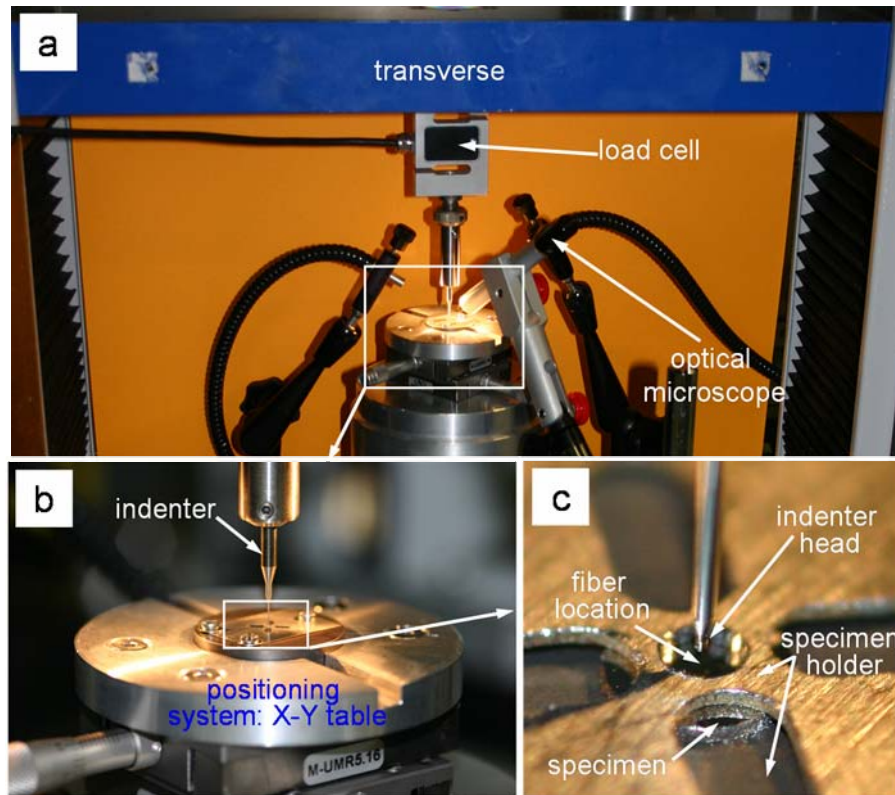 a
transverse
load cell
optical
microscope
b
indenter
positioning
system: X-Y table
M-UMR5.16
c
indenter
head
fiber
location
specimen
holder
specimen